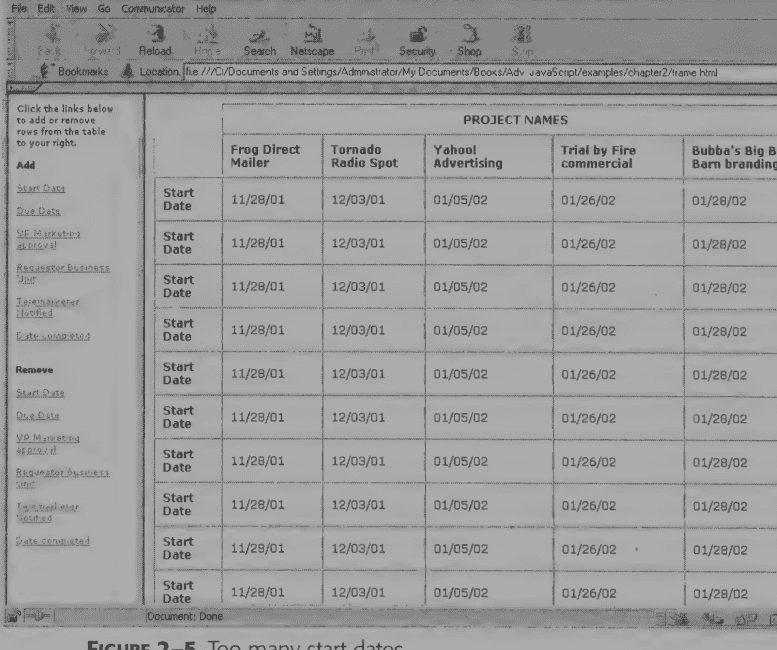 File Edit View Go Communicator Help
Back Forward Reload Home Search Netscape Print Security Shop Stop
Bookmarks Location: file:///C|/Documents and Settings/Administrator/My Documents/Books/Adv_JavaScript/examples/chapter2/frame.html
Click the links below
to add or remove
rows from the table
to your right.
Add
Start Date
Due Date
VP Marketing
approval
Requestor Business
Unit
Telemarketer
Notified
Date completed
Remove
Start Date
Due Date
VP Marketing
approval
Requestor Business
Unit
Telemarketer
Notified
Date completed
PROJECT NAMES
Frog Direct Tornado Yahoo! Trial by Fire Bubba's Big B
Mailer Radio Spot Advertising commercial Barn branding
Start
Date 11/28/01 12/03/01 01/05/02 01/26/02 01/28/02
Start
Date 11/28/01 12/03/01 01/05/02 01/26/02 01/28/02
Start
Date 11/28/01 12/03/01 01/05/02 01/26/02 01/28/02
Start
Date 11/28/01 12/03/01 01/05/02 01/26/02 01/28/02
Start
Date 11/28/01 12/03/01 01/05/02 01/26/02 01/28/02
Start
Date 11/28/01 12/03/01 01/05/02 01/26/02 01/28/02
Start
Date 11/28/01 12/03/01 01/05/02 01/26/02 01/28/02
Start
Date 11/28/01 12/03/01 01/05/02 01/26/02 01/28/02
Start
Date 11/28/01 12/03/01 01/05/02 01/26/02 01/28/02
Start
Date 11/28/01 12/03/01 01/05/02 01/26/02 01/28/02
Document: Done
FIGURE 2–5 Too many start dates